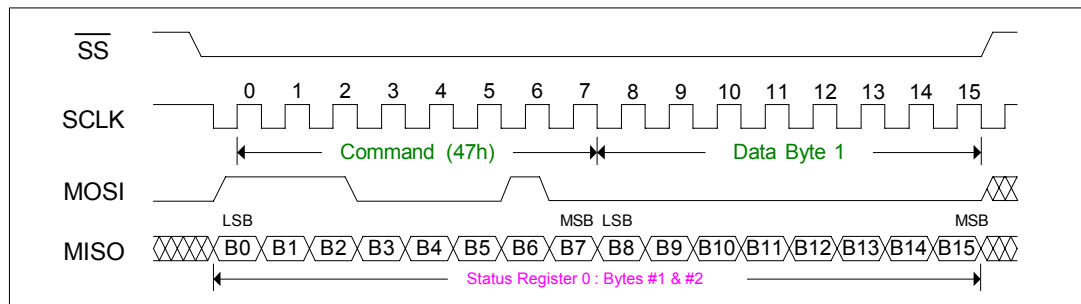 SS
0 1 2 3 4 5 6 7 8 9 10 11 12 13 14 15
SCLK
Command (47h) Data Byte 1
MOSI
LSB MSB LSB MSB
MISO B0 B1 B2 B3 B4 B5 B6 B7 B8 B9 B10 B11 B12 B13 B14 B15
Status Register 0 : Bytes #1 & #2